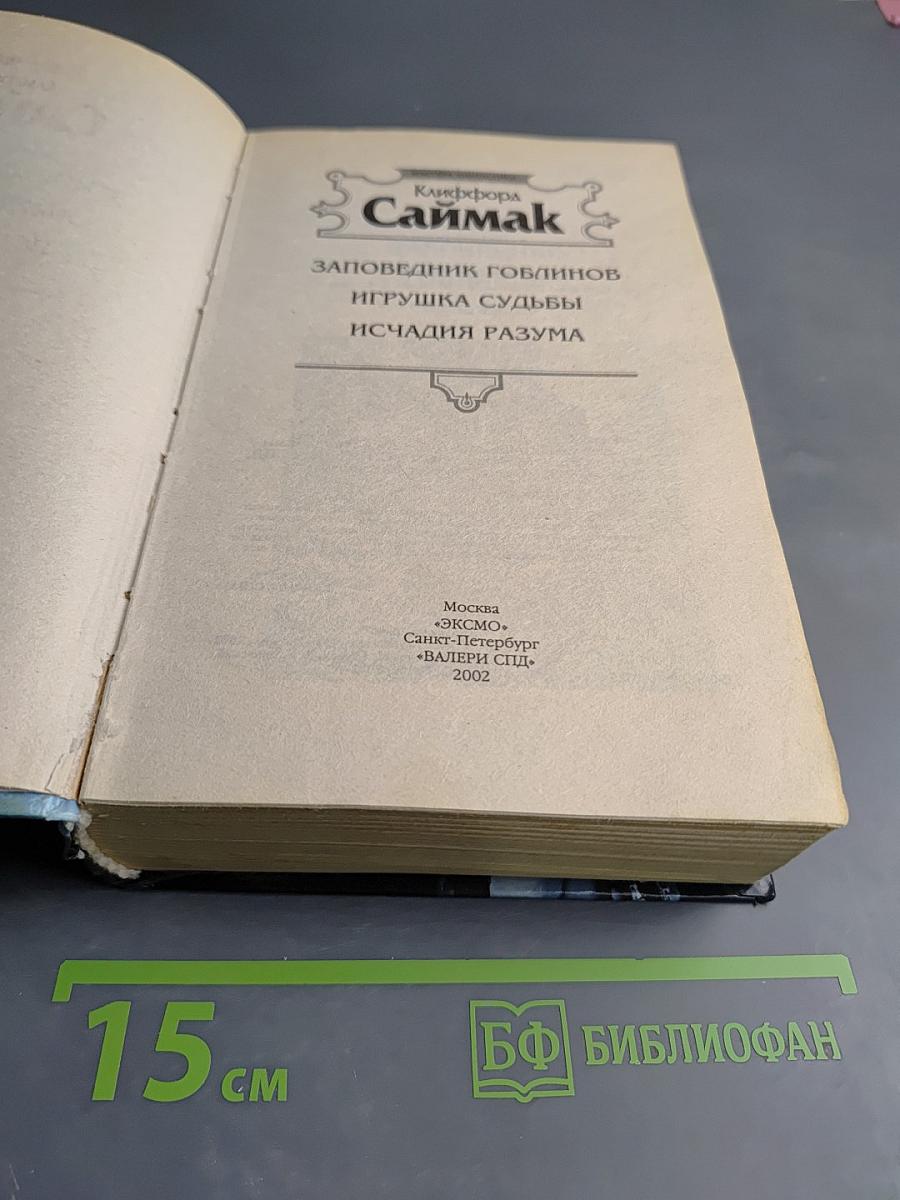 Клиффорд
Саймак
ЗАПОВЕДНИК ГОБЛИНОВ
ИГРУШКА СУДЬБЫ
ИСЧАДИЯ РАЗУМА
Москва
«ЭКСМО»
Санкт-Петербург
«ВАЛЕРИ СПД»
2002
15 см
БФ БИБЛИОФАН